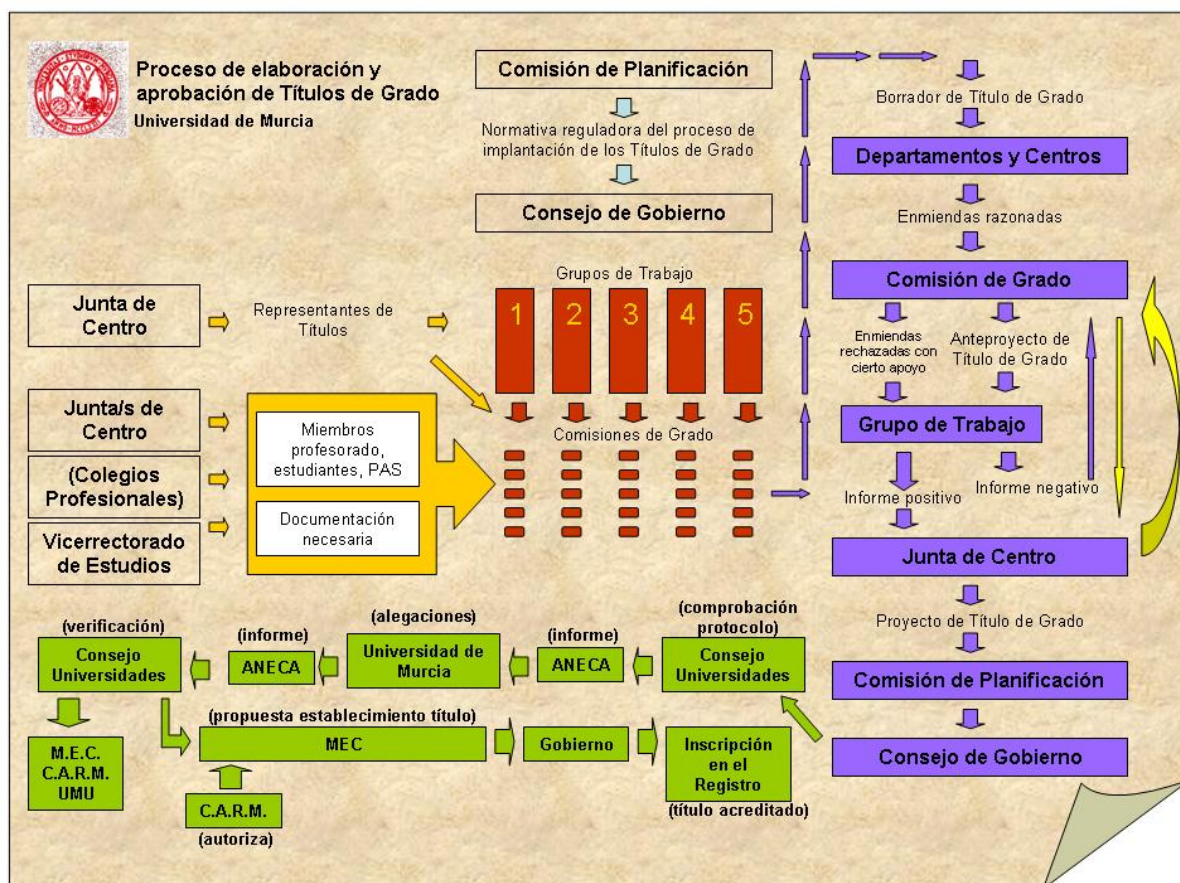 Proceso de elaboración y
aprobación de Títulos de Grado
Universidad de Murcia
Comisión de Planificación
Normativa reguladora del proceso de
implantación de los Títulos de Grado
Consejo de Gobierno
Junta de
Centro
Representantes de
Títulos
Grupos de Trabajo
1
2
3
4
5
Junta/s de
Centro
(Colegios
Profesionales)
Vicerrectorado
de Estudios
Miembros
profesorado,
estudiantes, PAS
Documentación
necesaria
Comisiones de Grado
Borrador de Título de Grado
Departamentos y Centros
Enmiendas razonadas
Comisión de Grado
Enmiendas
rechazadas con
cierto apoyo
Anteproyecto de
Título de Grado
Grupo de Trabajo
Informe positivo
Informe negativo
Junta de Centro
Proyecto de Título de Grado
Comisión de Planificación
Consejo de Gobierno
(comprobación
protocolo)
Consejo
Universidades
(informe)
ANECA
(alegaciones)
Universidad de
Murcia
(informe)
ANECA
(verificación)
Consejo
Universidades
M.E.C.
C.A.R.M.
UMU
(propuesta establecimiento título)
MEC
C.A.R.M.
(autoriza)
Gobierno
Inscripción
en el
Registro
(título acreditado)